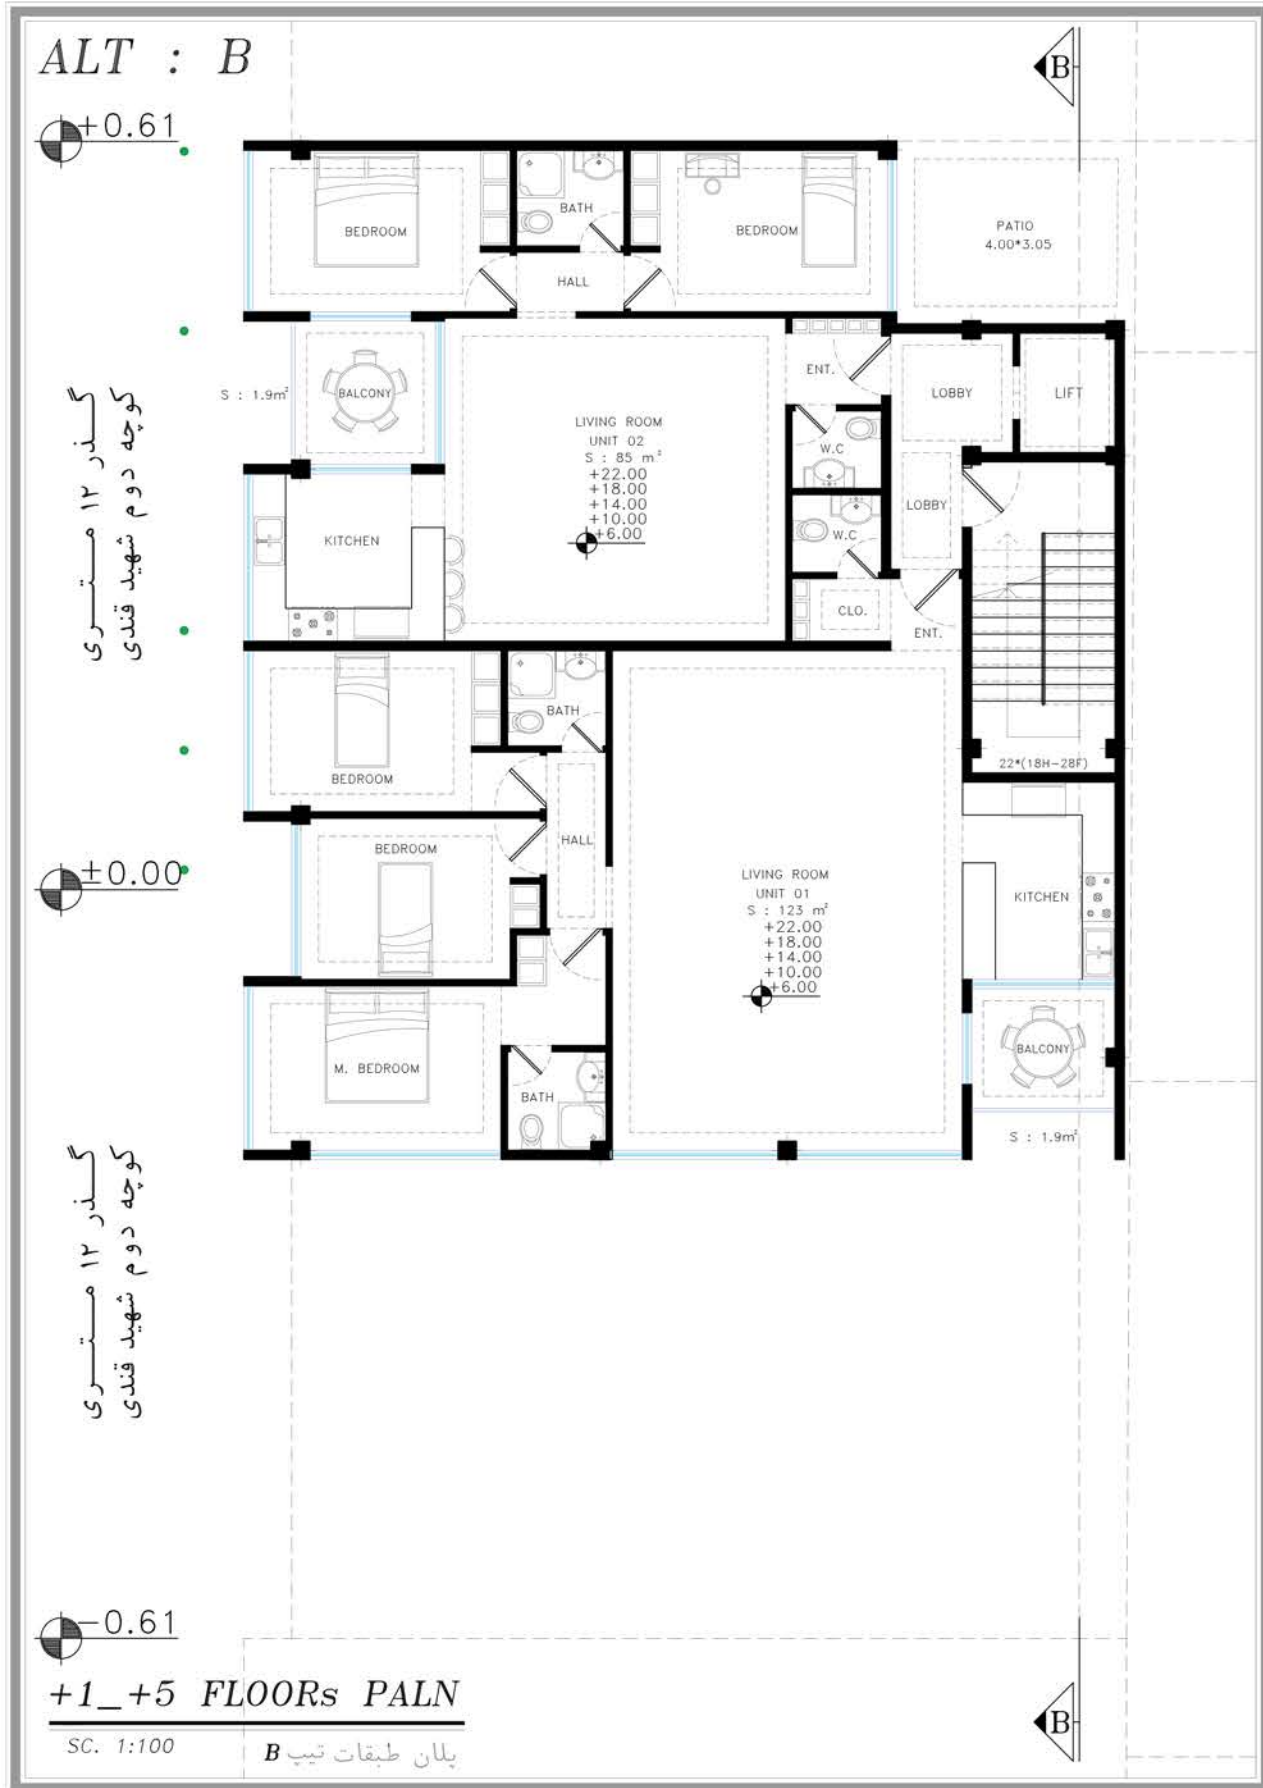 ALT : B
B
+0.61
BEDROOM
BATH
BEDROOM
PATIO
4.00*3.05
HALL
S : 1.9m²
BALCONY
ENT.
LOBBY
LIFT
LIVING ROOM
UNIT 02
S : 85 m²
+22.00
+18.00
+14.00
+10.00
+6.00
W.C
KITCHEN
LOBBY
W.C
CLO.
ENT.
گذر ۱۲ متری
کوچه دوم شهید قندی
BATH
BEDROOM
22*(18H-28F)
HALL
BEDROOM
±0.00
LIVING ROOM
UNIT 01
S : 123 m²
+22.00
+18.00
+14.00
+10.00
+6.00
KITCHEN
M. BEDROOM
BATH
BALCONY
S : 1.9m²
گذر ۱۲ متری
کوچه دوم شهید قندی
-0.61
+1_+5 FLOORs PALN
SC. 1:100
پلان طبقات تیپ B
B